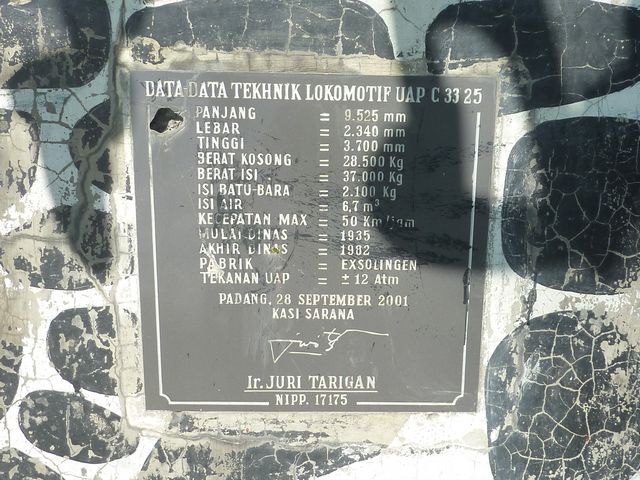 DATA-DATA TEKHNIK LOKOMOTIF UAP C 33 25
PANJANG = 9.525 mm
LEBAR = 2.340 mm
TINGGI = 3.700 mm
BERAT KOSONG = 28.500 Kg
BERAT ISI = 37.000 Kg
ISI BATU-BARA = 2.100 Kg
ISI AIR = 6,7 m³
KECEPATAN MAX = 50 Km/jam
MULAI DINAS = 1935
AKHIR DINAS = 1982
PABRIK = EXSOLINGEN
TEKANAN UAP = ± 12 Atm
PADANG, 28 SEPTEMBER 2001
KASI SARANA
Ir. JURI TARIGAN
NIPP. 17175